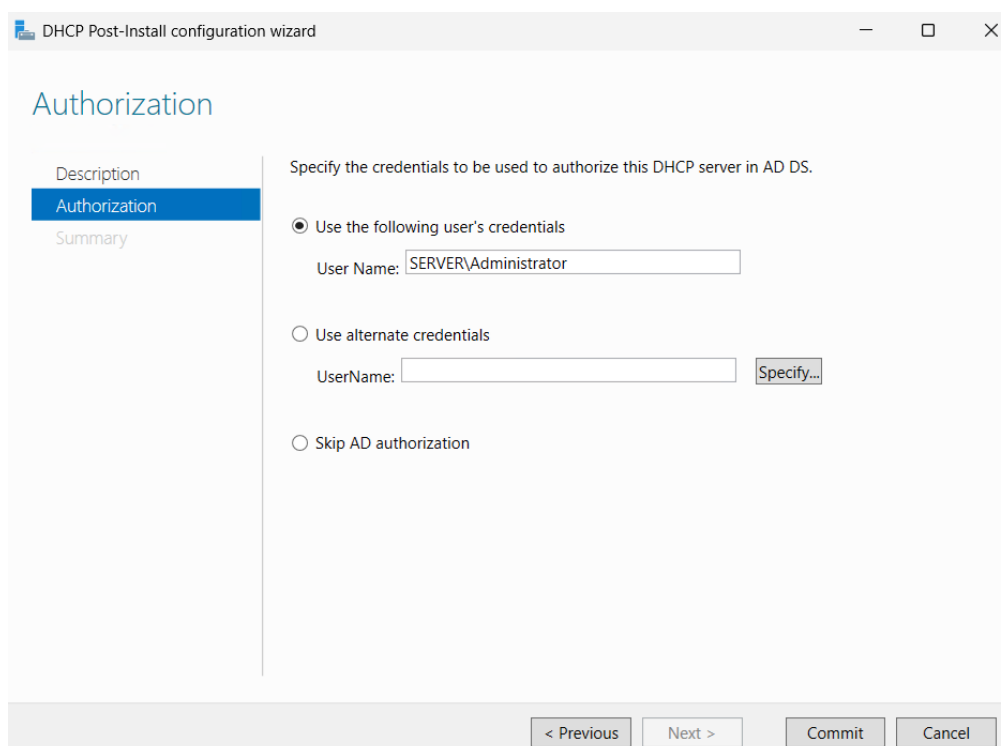 DHCP Post-Install configuration wizard
Authorization
Description
Authorization
Summary
Specify the credentials to be used to authorize this DHCP server in AD DS.
Use the following user's credentials
User Name: SERVER\Administrator
Use alternate credentials
UserName:
Specify...
Skip AD authorization
< Previous
Next >
Commit
Cancel